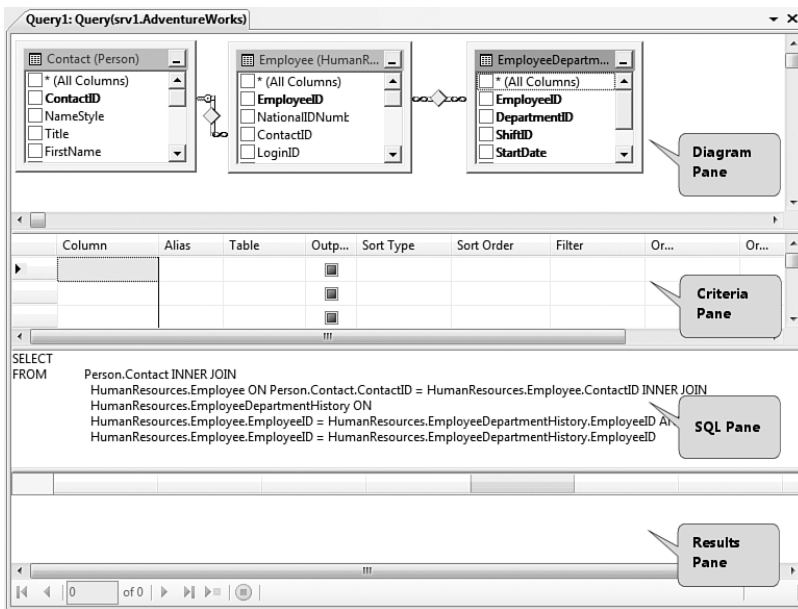 Query1: Query(srv1.AdventureWorks)
Contact (Person)
* (All Columns)
ContactID
NameStyle
Title
FirstName
Employee (HumanR...
* (All Columns)
EmployeeID
NationalIDNumb
ContactID
LoginID
EmployeeDepartm...
* (All Columns)
EmployeeID
DepartmentID
ShiftID
StartDate
Diagram
Pane
Column Alias Table Outp... Sort Type Sort Order Filter Or... Or...
Criteria
Pane
SELECT
FROM Person.Contact INNER JOIN
HumanResources.Employee ON Person.Contact.ContactID = HumanResources.Employee.ContactID INNER JOIN
HumanResources.EmployeeDepartmentHistory ON
HumanResources.Employee.EmployeeID = HumanResources.EmployeeDepartmentHistory.EmployeeID
HumanResources.Employee.EmployeeID = HumanResources.EmployeeDepartmentHistory.EmployeeID
SQL Pane
Results
Pane
0 of 0